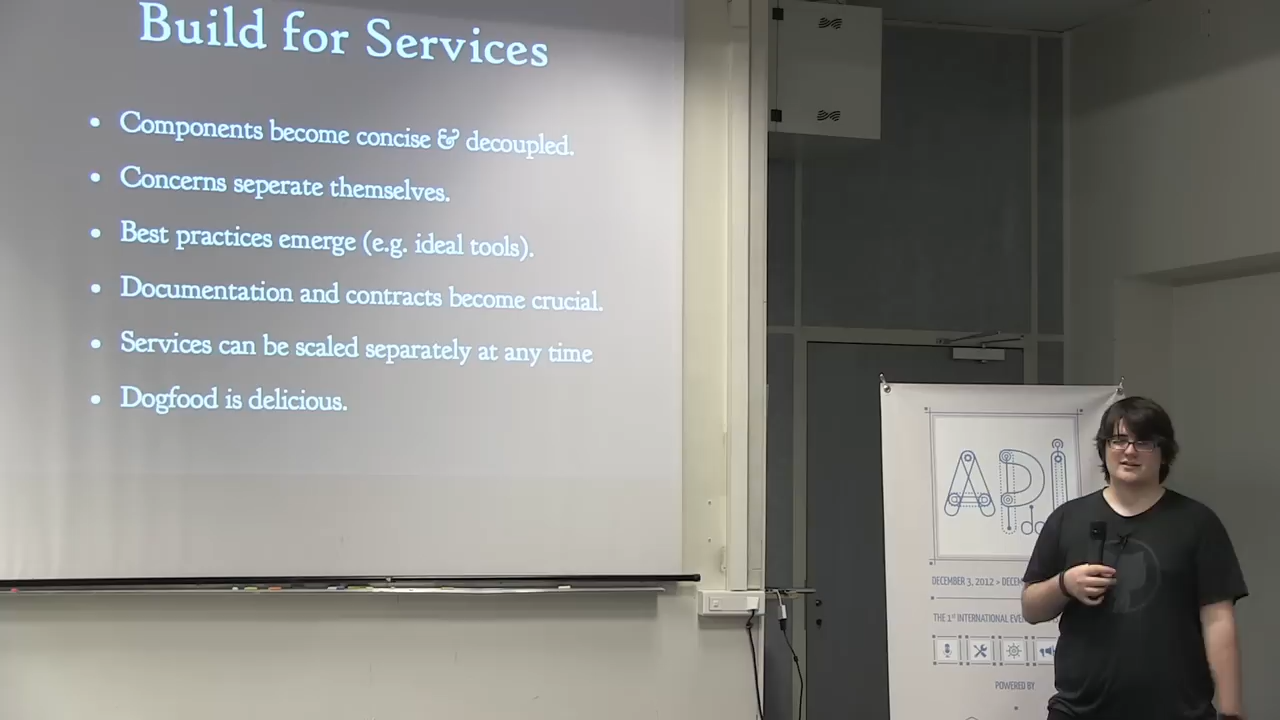 Build for Services
• Components become concise & decoupled.
• Concerns seperate themselves.
• Best practices emerge (e.g. ideal tools).
• Documentation and contracts become crucial.
• Services can be scaled separately at any time
• Dogfood is delicious.
API
DECEMBER 3, 2012 >
THE 1st INTERNATIONAL
POWERED BY